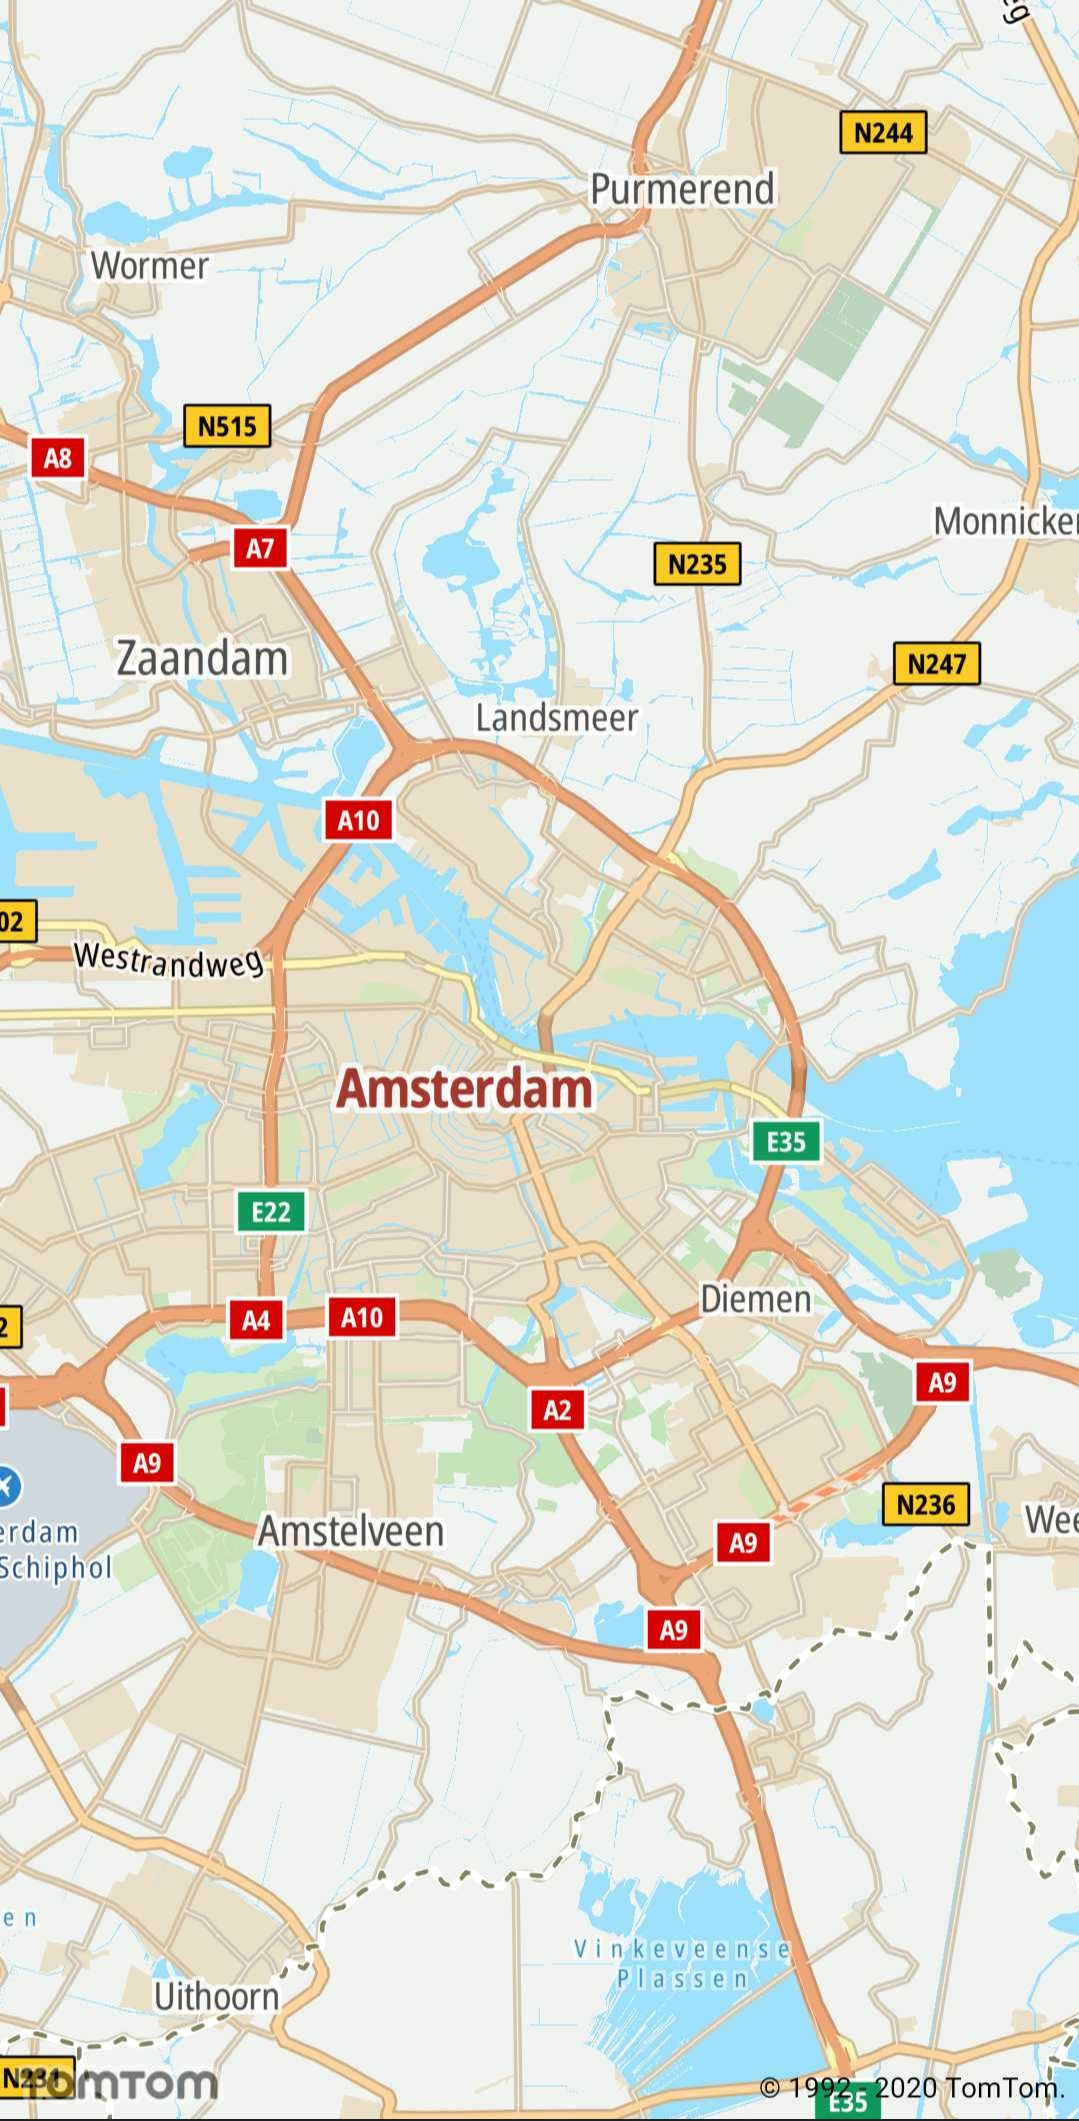 eg
N244
Purmerend
Wormer
N515
A8
Monnicker
A7
N235
Zaandam
N247
Landsmeer
A10
02
Westrandweg
Amsterdam
E35
E22
Diemen
A4
A10
2
A9
A2
A9
N236
Wee
erdam
Schiphol
Amstelveen
A9
A9
en
Vinkeveense
Plassen
Uithoorn
N231
TomTom
© 1992 - 2020 TomTom.
E35